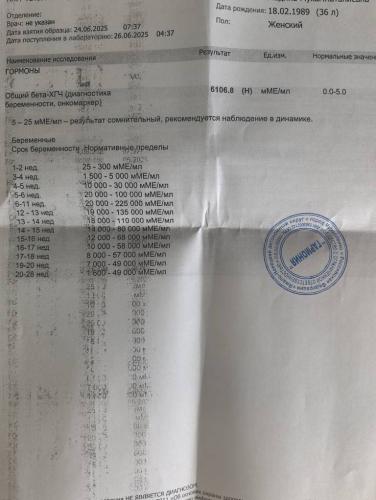 Отделение:
Врач: не указан
Дата взятия образца: 24.06.2025 07:37
Дата поступления в лабораторию: 26.06.2025 04:37
Дата рождения: 18.02.1989 (36 л)
Пол: Женский
Наименование исследования Результат Ед.изм. Нормальные значения
ГОРМОНЫ
Общий бета-ХГЧ (диагностика беременности, онкомаркер) 6106.8 (H) мМЕ/мл 0.0-5.0
5 – 25 мМЕ/мл – результат сомнительный, рекомендуется наблюдение в динамике.
Беременные
Срок беременности Нормативные пределы
1-2 нед. 25 - 300 мМЕ/мл
3-4 нед. 1 500 - 5 000 мМЕ/мл
4-5 нед. 10 000 - 30 000 мМЕ/мл
5-6 нед. 20 000 - 100 000 мМЕ/мл
6-11 нед. 20 000 - 225 000 мМЕ/мл
12 - 13 нед. 19 000 - 135 000 мМЕ/мл
13 - 14 нед. 18 000 - 110 000 мМЕ/мл
14 - 15 нед. 14 000 - 80 000 мМЕ/мл
15-16 нед. 12 000 - 68 000 мМЕ/мл
16-17 нед. 10 000 - 58 000 мМЕ/мл
17-18 нед. 8 000 - 57 000 мМЕ/мл
19-20 нед. 7 000 - 49 000 мМЕ/мл
20-28 нед. 1 600 - 49 000 мМЕ/мл
"ГАРМОНИЯ"
НЕ ЯВЛЯЕТСЯ ДИАГНОЗОМ